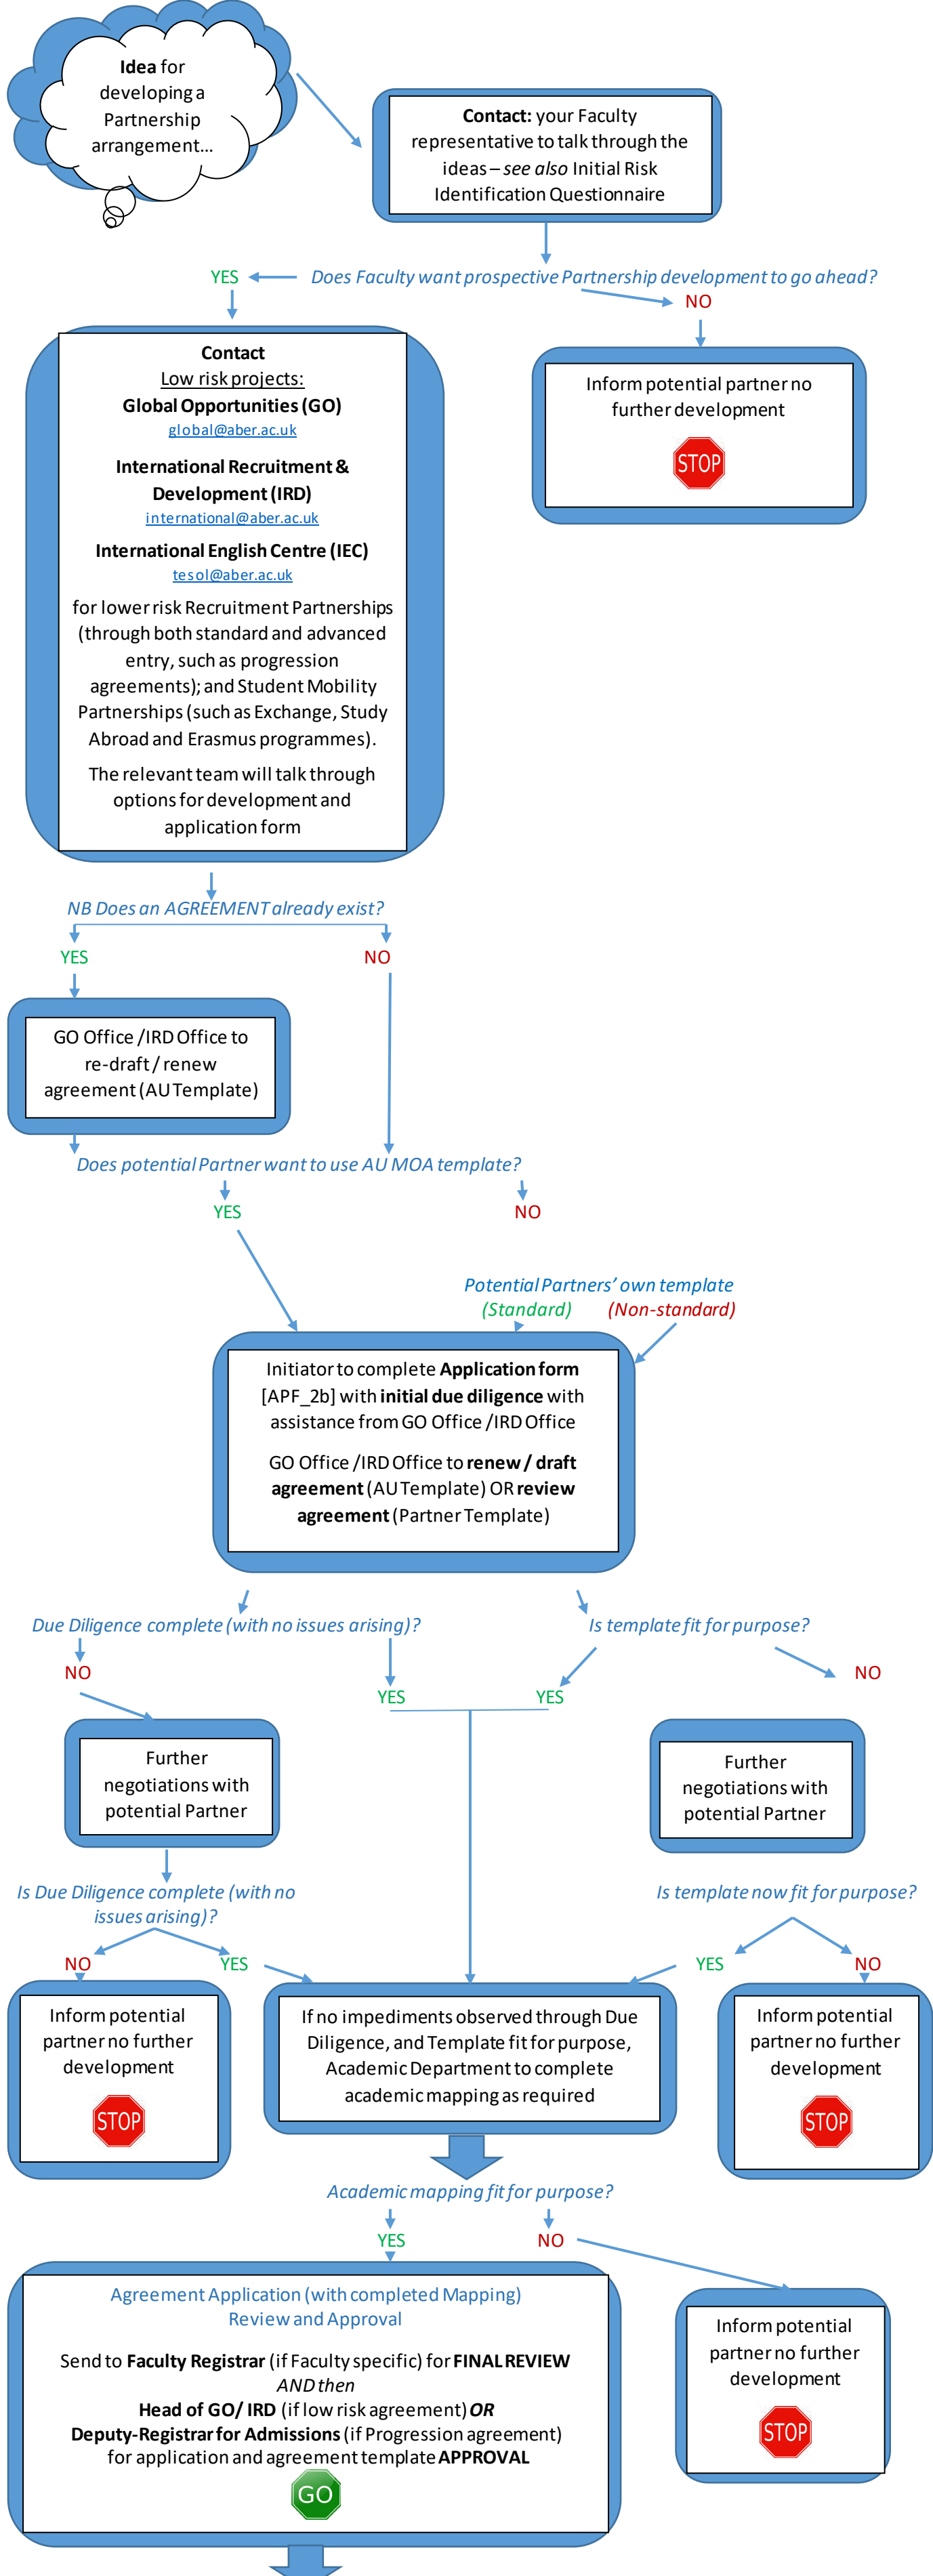 Idea for
developing a
Partnership
arrangement...
Contact: your Faculty
representative to talk through the
ideas – see also Initial Risk
Identification Questionnaire
Does Faculty want prospective Partnership development to go ahead?
YES
NO
Contact
Low risk projects:
Global Opportunities (GO)
global@aber.ac.uk
International Recruitment &
Development (IRD)
international@aber.ac.uk
International English Centre (IEC)
tesol@aber.ac.uk
for lower risk Recruitment Partnerships
(through both standard and advanced
entry, such as progression
agreements); and Student Mobility
Partnerships (such as Exchange, Study
Abroad and Erasmus programmes).
The relevant team will talk through
options for development and
application form
Inform potential partner no
further development
STOP
NB Does an AGREEMENT already exist?
YES
NO
GO Office /IRD Office to
re-draft / renew
agreement (AU Template)
Does potential Partner want to use AU MOA template?
YES
NO
Potential Partners' own template
(Standard) (Non-standard)
Initiator to complete Application form
[APF_2b] with initial due diligence with
assistance from GO Office /IRD Office
GO Office /IRD Office to renew / draft
agreement (AU Template) OR review
agreement (Partner Template)
Due Diligence complete (with no issues arising)?
Is template fit for purpose?
NO
YES
YES
NO
Further
negotiations with
potential Partner
Further
negotiations with
potential Partner
Is Due Diligence complete (with no
issues arising)?
Is template now fit for purpose?
NO
YES
YES
NO
Inform potential
partner no further
development
STOP
If no impediments observed through Due
Diligence, and Template fit for purpose,
Academic Department to complete
academic mapping as required
Inform potential
partner no further
development
STOP
Academic mapping fit for purpose?
YES
NO
Agreement Application (with completed Mapping)
Review and Approval
Send to Faculty Registrar (if Faculty specific) for FINAL REVIEW
AND then
Head of GO/ IRD (if low risk agreement) OR
Deputy-Registrar for Admissions (if Progression agreement)
for application and agreement template APPROVAL
GO
Inform potential
partner no further
development
STOP